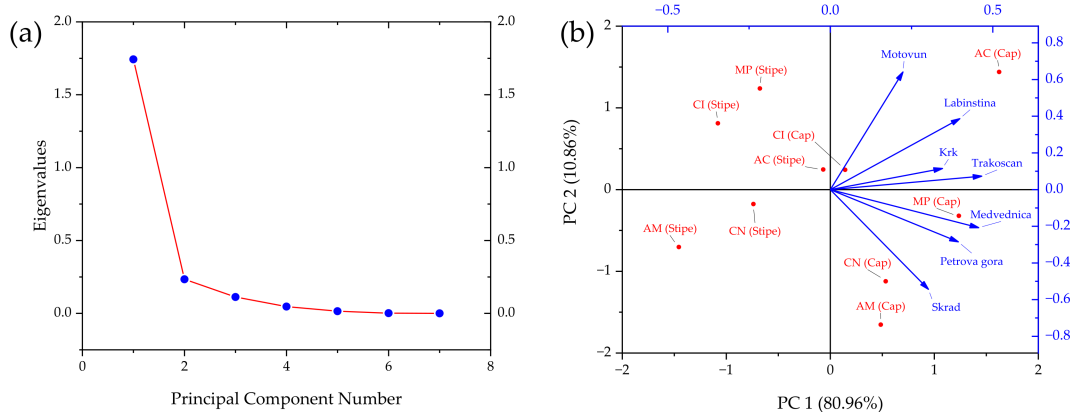 (a)
2.0
1.5
1.0
0.5
0.0
2.0
1.5
1.0
0.5
0.0
0
2
4
6
8
Eigenvalues
Principal Component Number
(b)
−0.5
0.0
0.5
2
1
0
−1
−2
0.8
0.6
0.4
0.2
0.0
−0.2
−0.4
−0.6
−0.8
−2
−1
0
1
2
PC 2 (10.86%)
PC 1 (80.96%)
Motovun
AC (Cap)
MP (Stipe)
CI (Stipe)
Labinstina
CI (Cap)
AC (Stipe)
Krk
Trakoscan
MP (Cap)
Medvednica
AM (Stipe)
CN (Stipe)
Petrova gora
CN (Cap)
Skrad
AM (Cap)